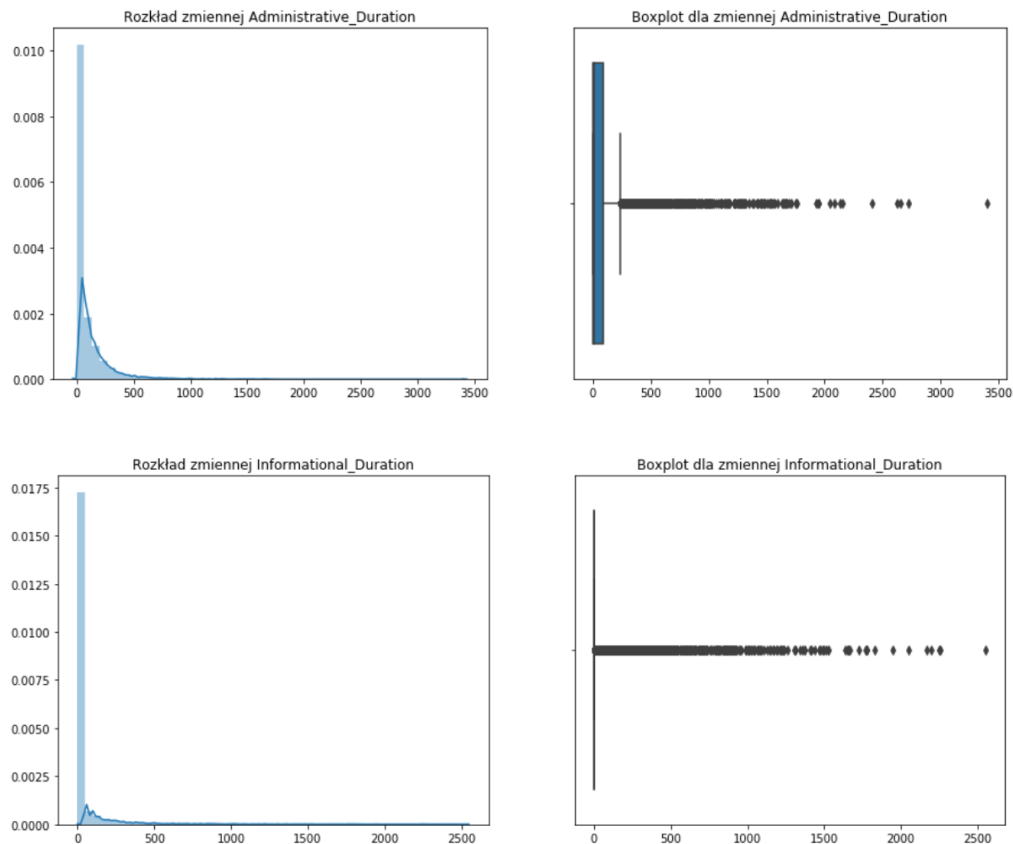 Rozkład zmiennej Administrative_Duration
0.010
0.008
0.006
0.004
0.002
0.000
0 500 1000 1500 2000 2500 3000 3500
Boxplot dla zmiennej Administrative_Duration
0 500 1000 1500 2000 2500 3000 3500
Rozkład zmiennej Informational_Duration
0.0175
0.0150
0.0125
0.0100
0.0075
0.0050
0.0025
0.0000
0 500 1000 1500 2000 2500
Boxplot dla zmiennej Informational_Duration
0 500 1000 1500 2000 2500